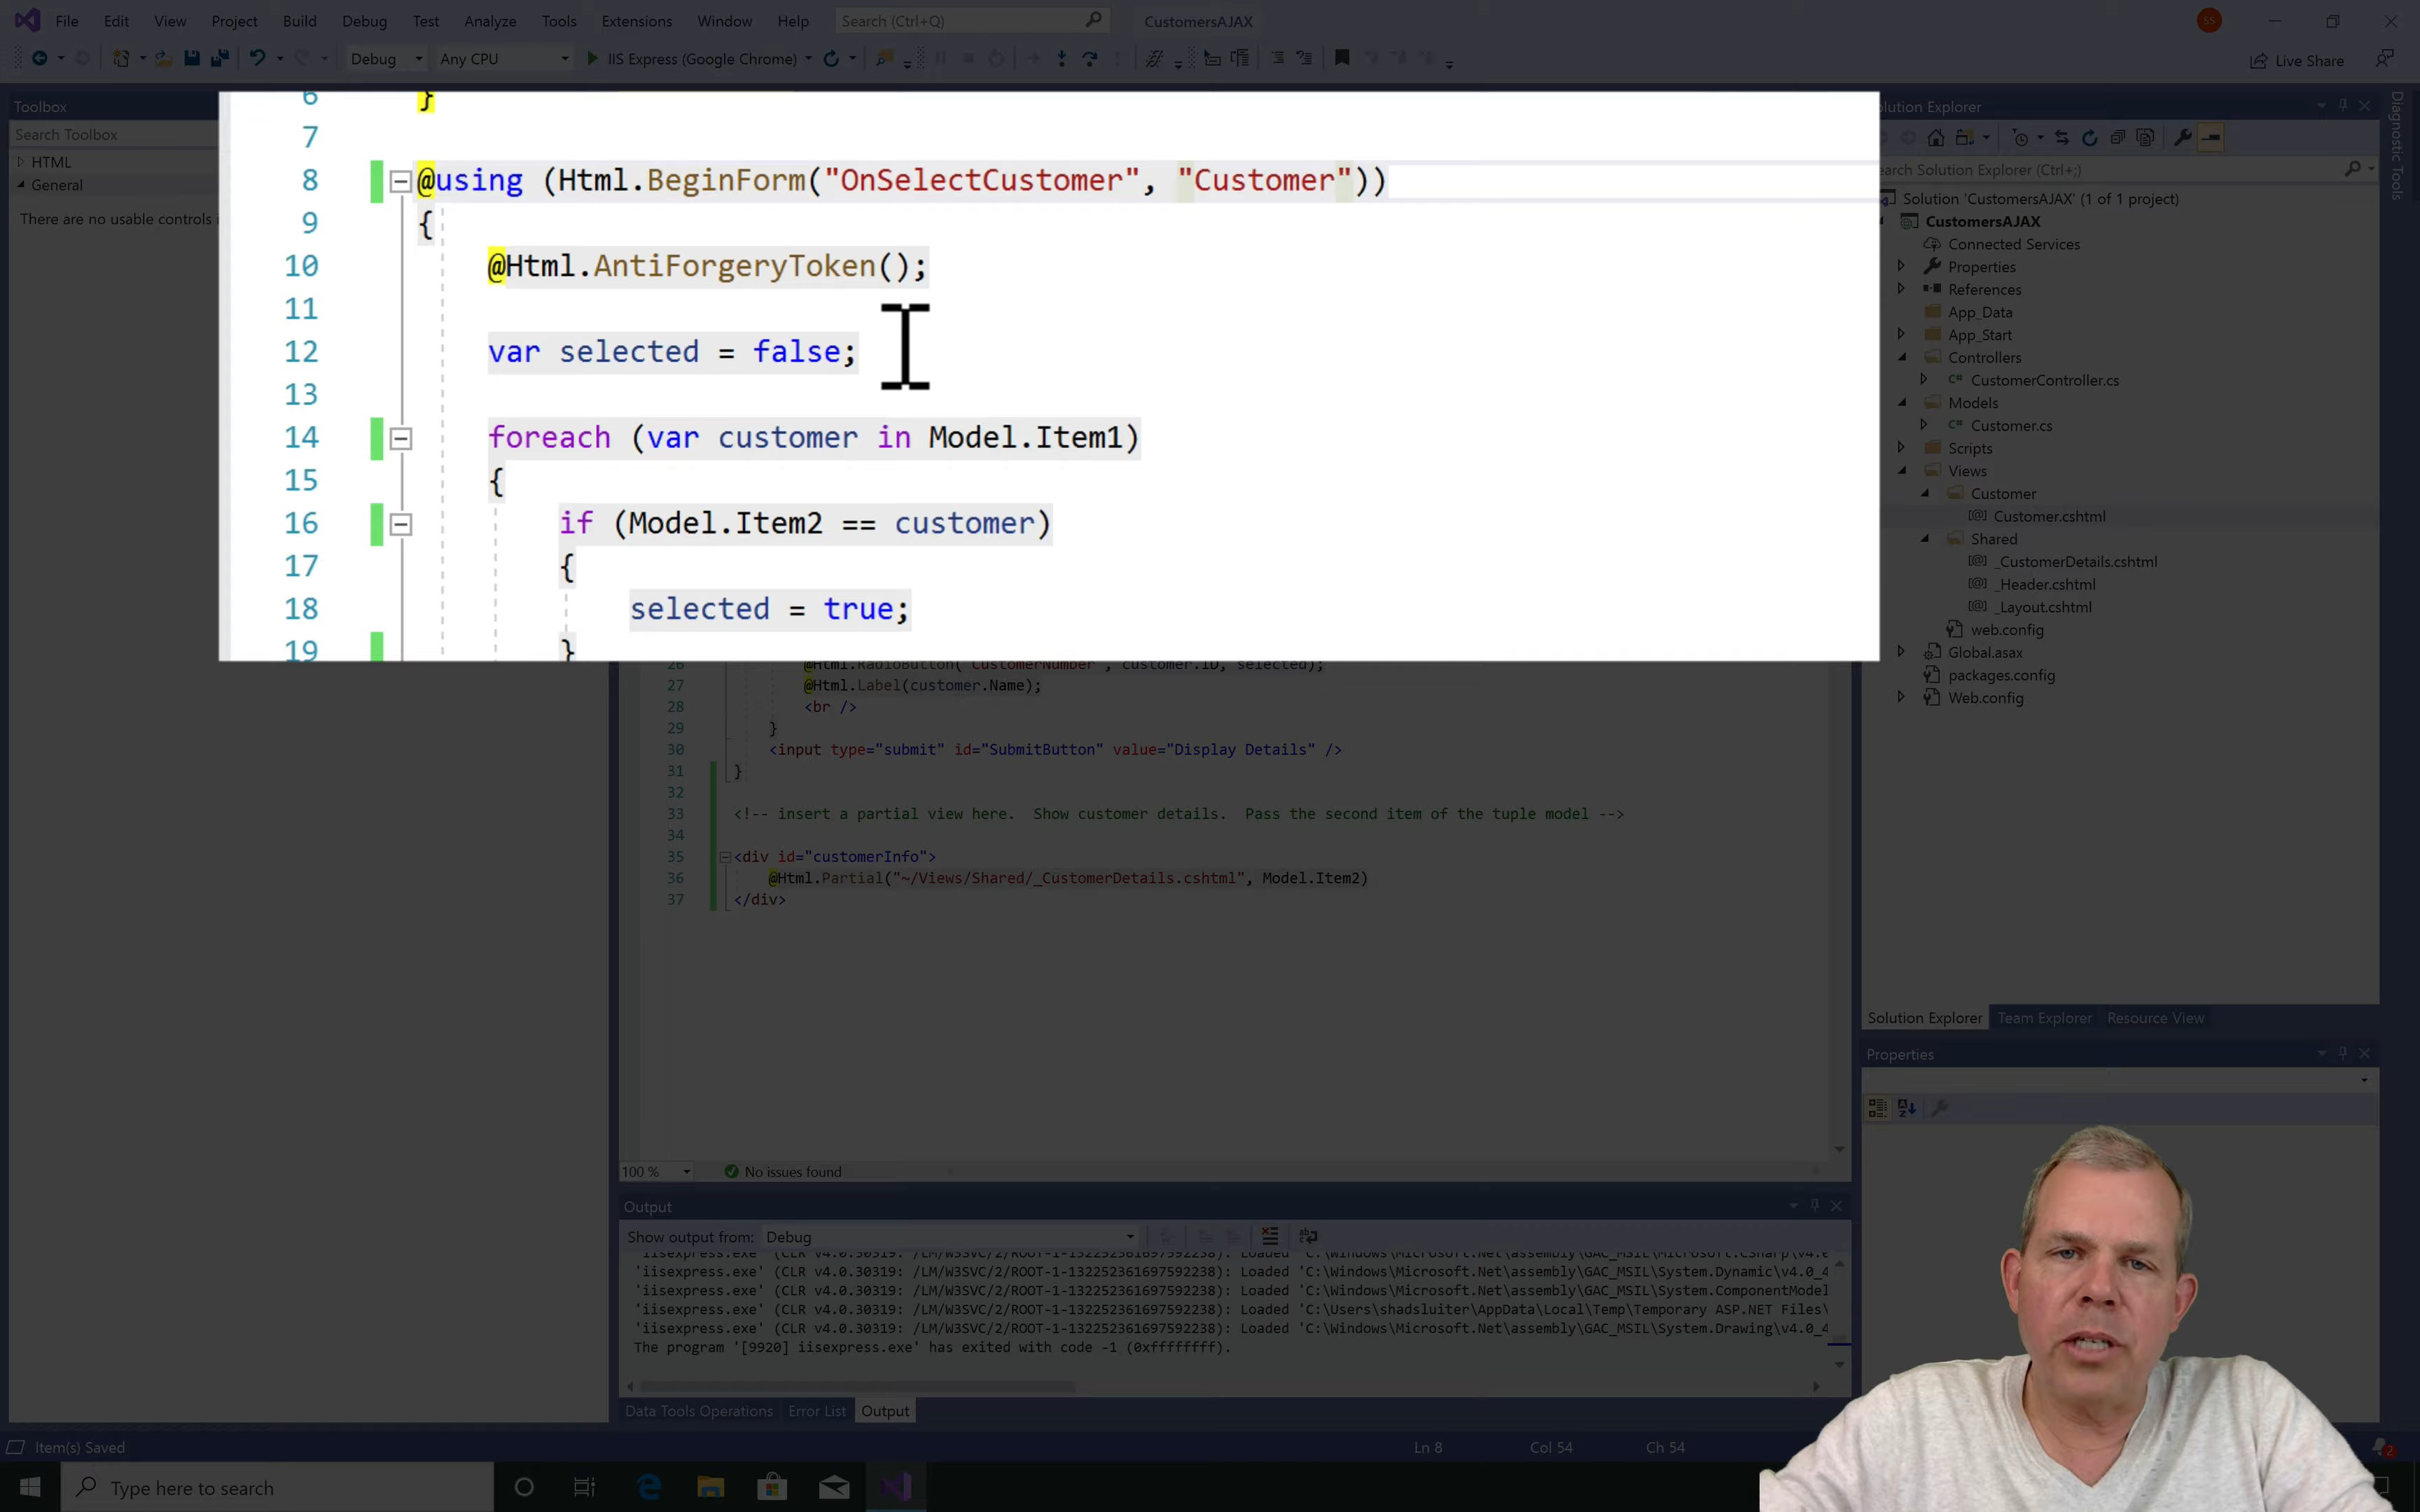 File Edit View Project Build Debug Test Analyze Tools Extensions Window Help Search (Ctrl+Q) CustomersAJAX SS
Debug Any CPU IIS Express (Google Chrome) Live Share
Toolbox
Search Toolbox
HTML
General
There are no usable controls i
6 }
7
8 @using (Html.BeginForm("OnSelectCustomer", "Customer"))
9 {
10 @Html.AntiForgeryToken();
11
12 var selected = false;
13
14 foreach (var customer in Model.Item1)
15 {
16 if (Model.Item2 == customer)
17 {
18 selected = true;
19 }
26 @Html.RadioButton("CustomerNumber", customer.ID, selected);
27 @Html.Label(customer.Name);
28 <br />
29 }
30 <input type="submit" id="SubmitButton" value="Display Details" />
31 }
32
33 <!-- insert a partial view here.  Show customer details.  Pass the second item of the tuple model -->
34
35 <div id="customerInfo">
36 @Html.Partial("~/Views/Shared/_CustomerDetails.cshtml", Model.Item2)
37 </div>
100 % No issues found
Output
Show output from: Debug
'iisexpress.exe' (CLR v4.0.30319: /LM/W3SVC/2/ROOT-1-132252361697592238): Loaded 'C:\Windows\Microsoft.Net\assembly\GAC_MSIL\Microsoft.CSharp\v4.0
'iisexpress.exe' (CLR v4.0.30319: /LM/W3SVC/2/ROOT-1-132252361697592238): Loaded 'C:\Windows\Microsoft.Net\assembly\GAC_MSIL\System.Dynamic\v4.0_4
'iisexpress.exe' (CLR v4.0.30319: /LM/W3SVC/2/ROOT-1-132252361697592238): Loaded 'C:\Windows\Microsoft.Net\assembly\GAC_MSIL\System.ComponentModel
'iisexpress.exe' (CLR v4.0.30319: /LM/W3SVC/2/ROOT-1-132252361697592238): Loaded 'C:\Users\shadsluiter\AppData\Local\Temp\Temporary ASP.NET Files\
'iisexpress.exe' (CLR v4.0.30319: /LM/W3SVC/2/ROOT-1-132252361697592238): Loaded 'C:\Windows\Microsoft.Net\assembly\GAC_MSIL\System.Drawing\v4.0_4
The program '[9920] iisexpress.exe' has exited with code -1 (0xffffffff).
Data Tools Operations Error List Output
olution Explorer
earch Solution Explorer (Ctrl+;)
Solution 'CustomersAJAX' (1 of 1 project)
CustomersAJAX
Connected Services
Properties
References
App_Data
App_Start
Controllers
C# CustomerController.cs
Models
C# Customer.cs
Scripts
Views
Customer
[@] Customer.cshtml
Shared
[@] _CustomerDetails.cshtml
[@] _Header.cshtml
[@] _Layout.cshtml
web.config
Global.asax
packages.config
Web.config
Solution Explorer Team Explorer Resource View
Properties
Diagnostic Tools
Item(s) Saved Ln 8 Col 54 Ch 54 2
Type here to search